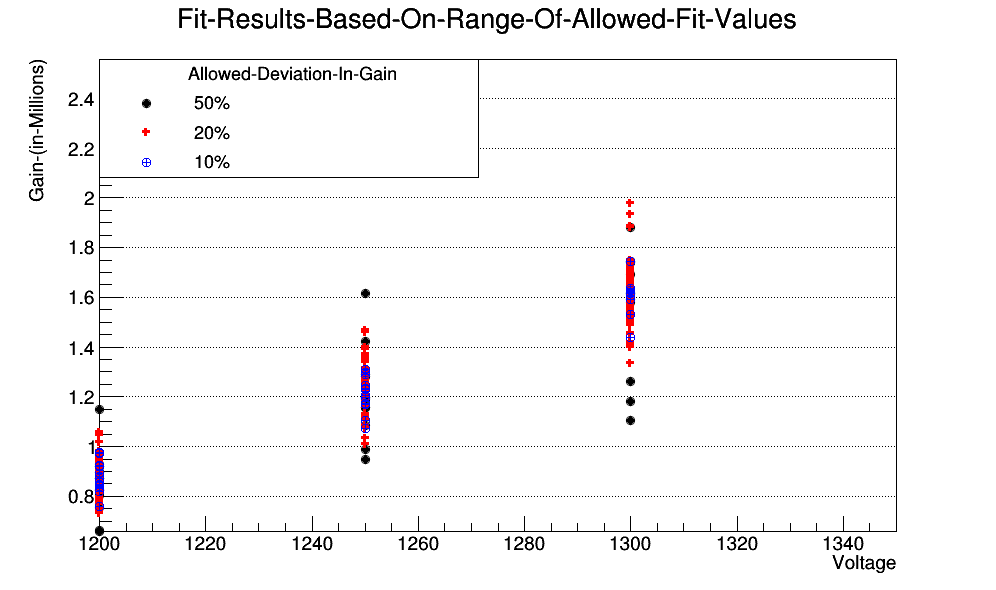 Fit-Results-Based-On-Range-Of-Allowed-Fit-Values
Gain-(in-Millions)
Allowed-Deviation-In-Gain
50%
20%
10%
2.4
2.2
2
1.8
1.6
1.4
1.2
1
0.8
1200 1220 1240 1260 1280 1300 1320 1340
Voltage